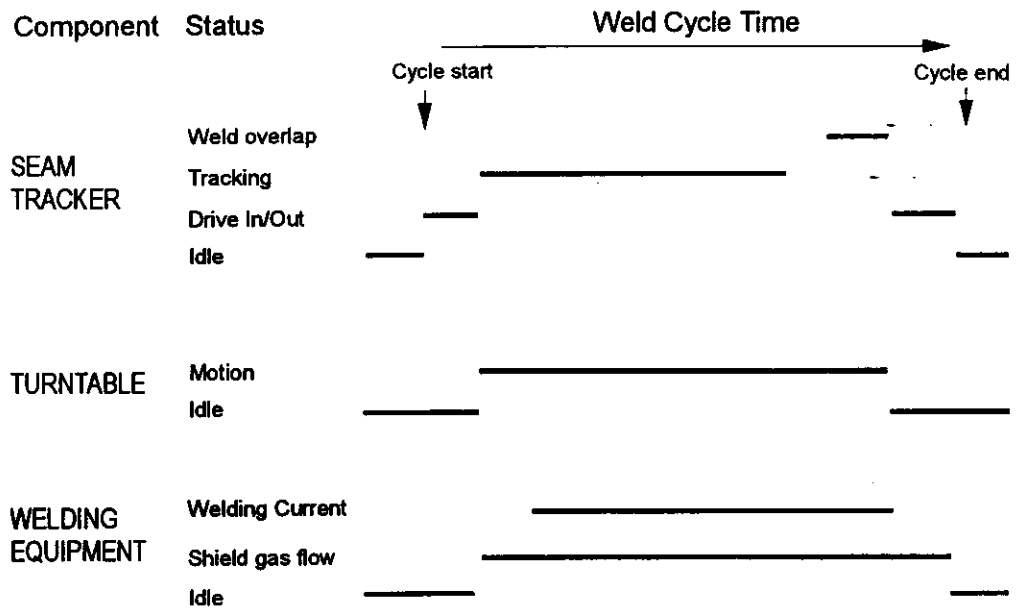 Component Status Weld Cycle Time
Cycle start Cycle end
Weld overlap
SEAM
TRACKER
Tracking
Drive In/Out
Idle
TURNTABLE
Motion
Idle
WELDING
EQUIPMENT
Welding Current
Shield gas flow
Idle